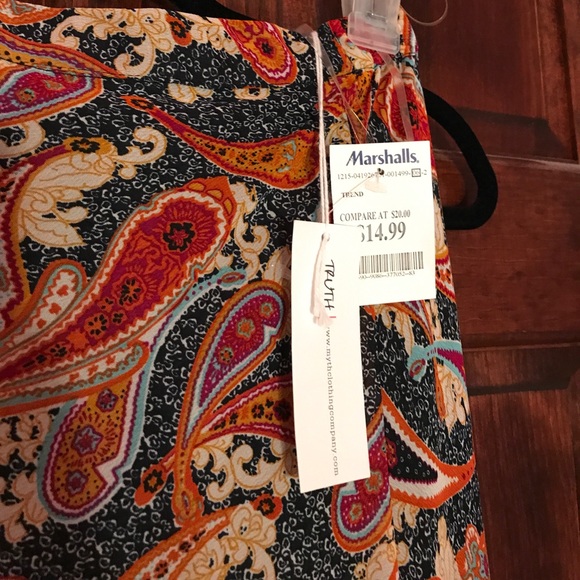 Marshalls.
TREND
COMPARE AT $20.00
$14.99
TRUTH
www.mythclothingcompany.com